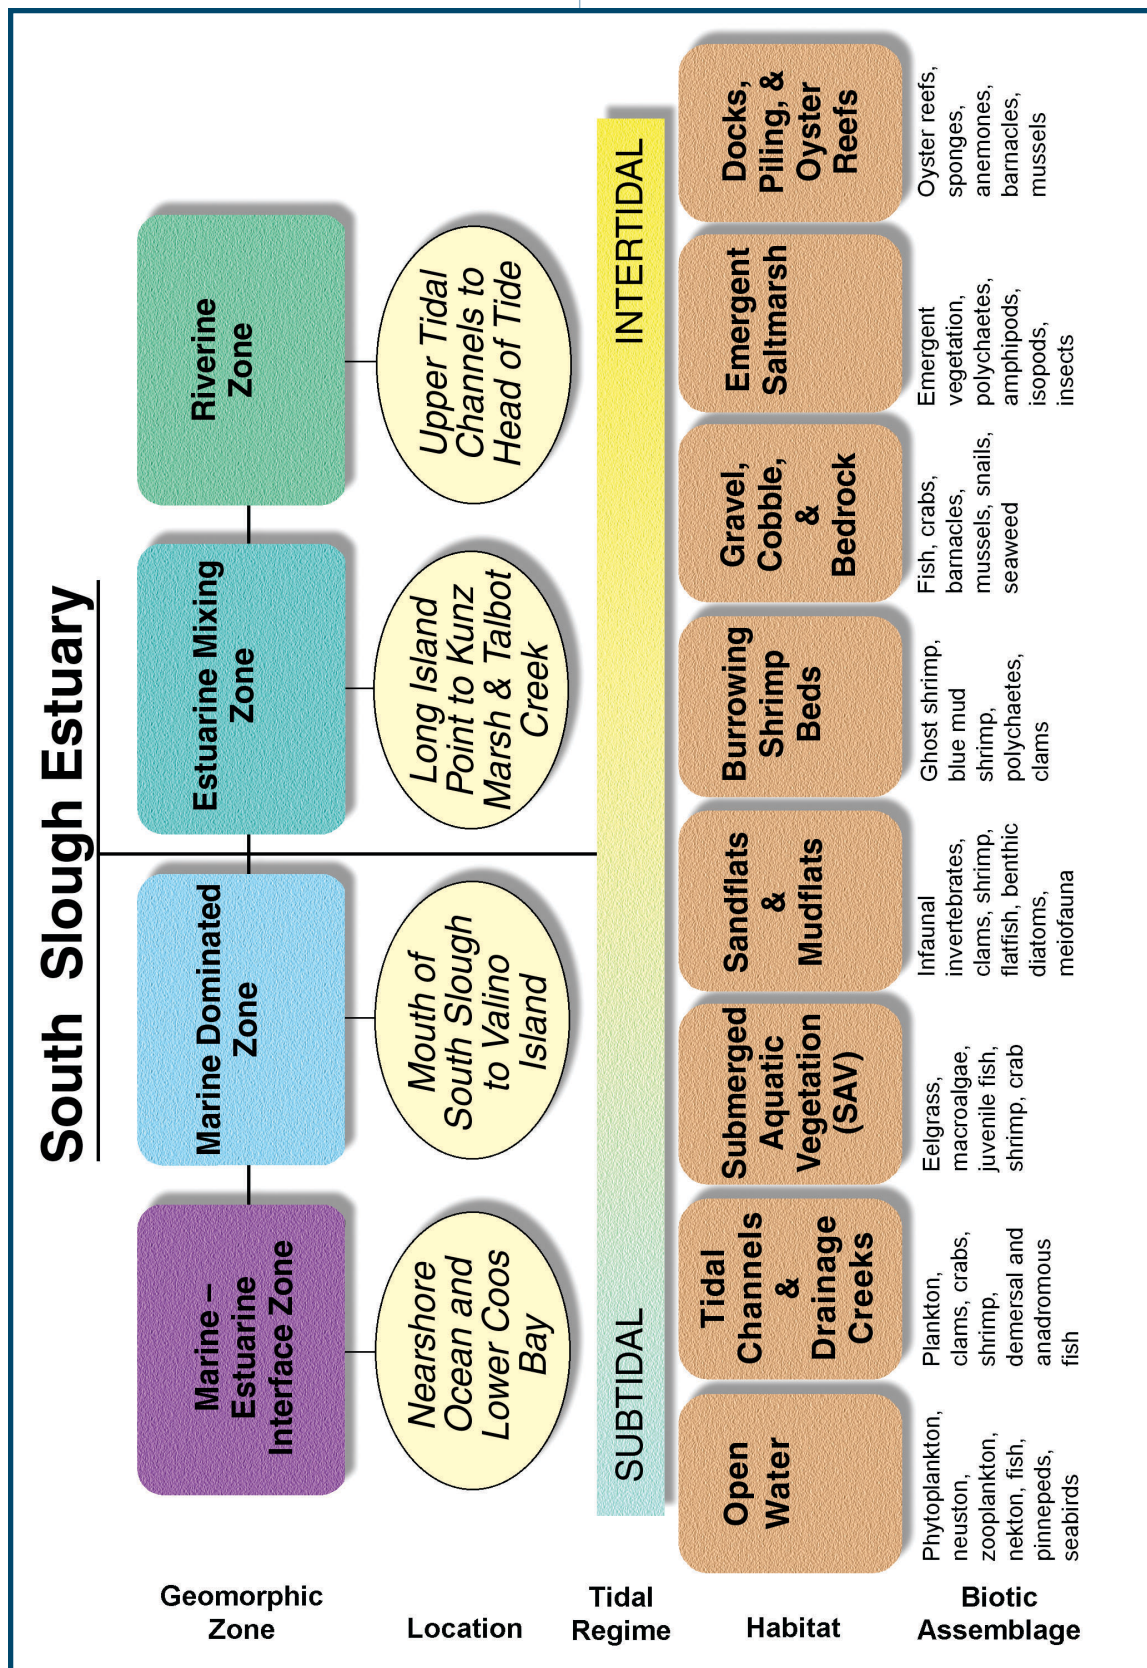 South Slough Estuary
Geomorphic
Zone
Marine –
Estuarine
Interface Zone
Marine Dominated
Zone
Estuarine Mixing
Zone
Riverine
Zone
Location
Nearshore
Ocean and
Lower Coos
Bay
Mouth of
South Slough
to Valino
Island
Long Island
Point to Kunz
Marsh & Talbot
Creek
Upper Tidal
Channels to
Head of Tide
Tidal
Regime
SUBTIDAL
INTERTIDAL
Habitat
Open
Water
Tidal
Channels
&
Drainage
Creeks
Submerged
Aquatic
Vegetation
(SAV)
Sandflats
&
Mudflats
Burrowing
Shrimp
Beds
Gravel,
Cobble,
&
Bedrock
Emergent
Saltmarsh
Docks,
Piling, &
Oyster
Reefs
Biotic
Assemblage
Phytoplankton,
neuston,
zooplankton,
nekton, fish,
pinnepeds,
seabirds
Plankton,
clams, crabs,
shrimp,
demersal and
anadromous
fish
Eelgrass,
macroalgae,
juvenile fish,
shrimp, crab
Infaunal
invertebrates,
clams, shrimp,
flatfish, benthic
diatoms,
meiofauna
Ghost shrimp,
blue mud
shrimp,
polychaetes,
clams
Fish, crabs,
barnacles,
mussels, snails,
seaweed
Emergent
vegetation,
polychaetes,
amphipods,
isopods,
insects
Oyster reefs,
sponges,
anemones,
barnacles,
mussels